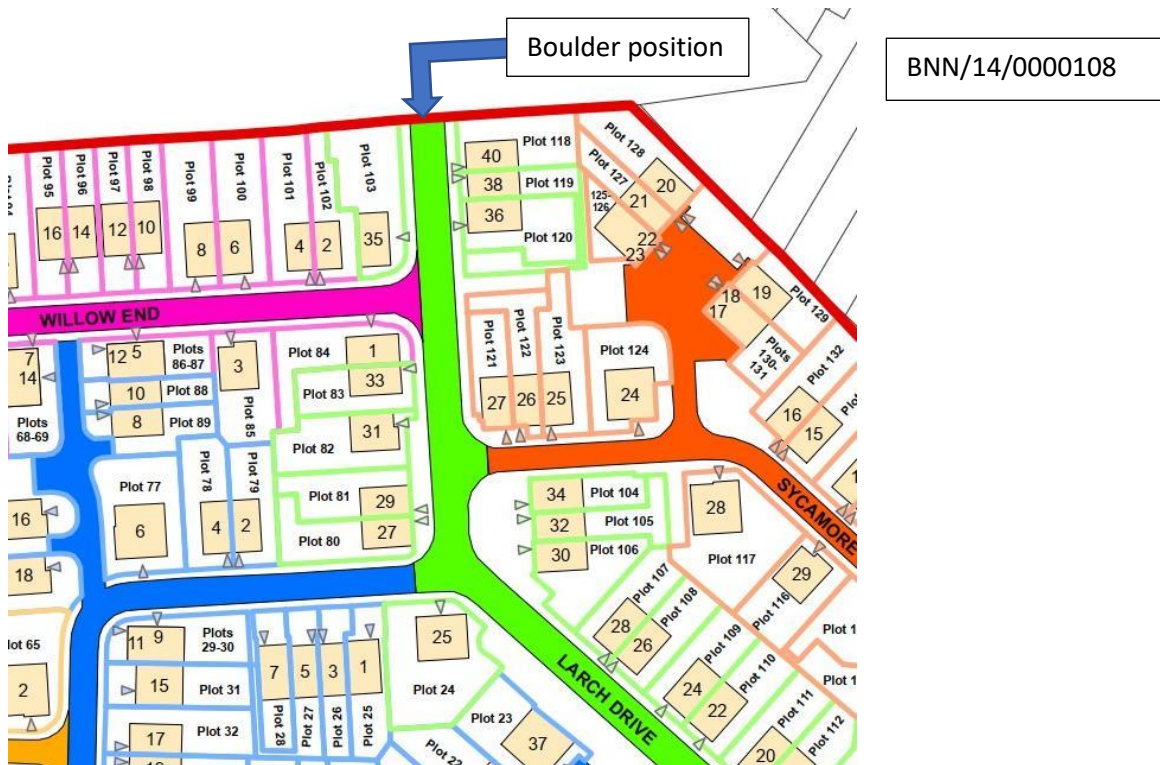 Boulder position
BNN/14/0000108
Plot 95
Plot 96
Plot 97
Plot 98
Plot 99
Plot 100
Plot 101
Plot 102
Plot 103
16
14
12
10
8
6
4
2
35
40
38
36
Plot 118
Plot 119
Plot 120
Plot 128
Plot 127
125-
126
20
21
22
23
19
18
17
Plot 129
Plots
130-
131
Plot 132
16
15
WILLOW END
7
14
Plots
68-69
12
5
10
8
Plots
86-87
Plot 88
Plot 89
3
Plot 85
Plot 84
1
33
Plot 83
31
Plot 82
Plot 81
29
27
Plot 80
Plot 121
Plot 122
Plot 123
Plot 124
27
26
25
24
Plot 77
6
Plot 78
Plot 79
4
2
16
18
34
32
30
Plot 104
Plot 105
Plot 106
28
Plot 117
SYCAMORE
29
Plot 116
Plot 107
Plot 108
28
26
Plot 109
Plot 110
24
22
Plot 111
Plot 112
20
LARCH DRIVE
2
11
9
Plots
29-30
15
Plot 31
17
Plot 32
7
5
3
1
Plot 28
Plot 27
Plot 26
Plot 25
25
Plot 24
Plot 23
37